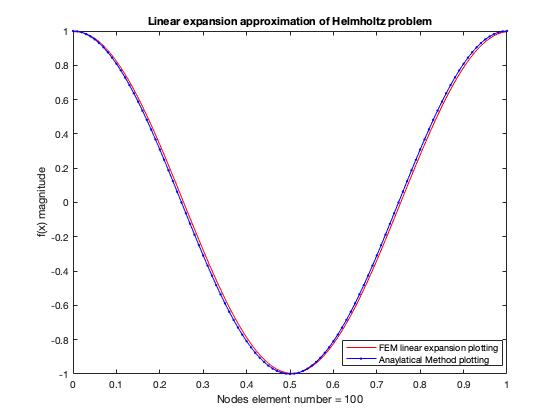 Linear expansion approximation of Helmholtz problem
f(x) magnitude
1
0.8
0.6
0.4
0.2
0
-0.2
-0.4
-0.6
-0.8
-1
FEM linear expansion plotting
Anaylatical Method plotting
0 0.1 0.2 0.3 0.4 0.5 0.6 0.7 0.8 0.9 1
Nodes element number = 100